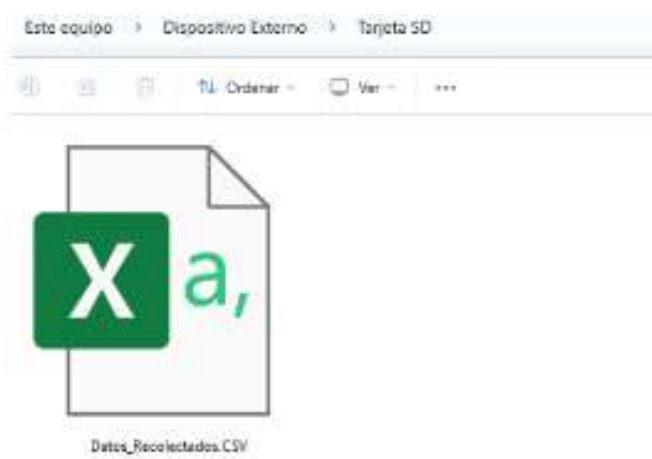 Este equipo > Dispositivo Externo > Tarjeta SD
Ordenar Ver ...
X a,
Datos_Recolectados.CSV